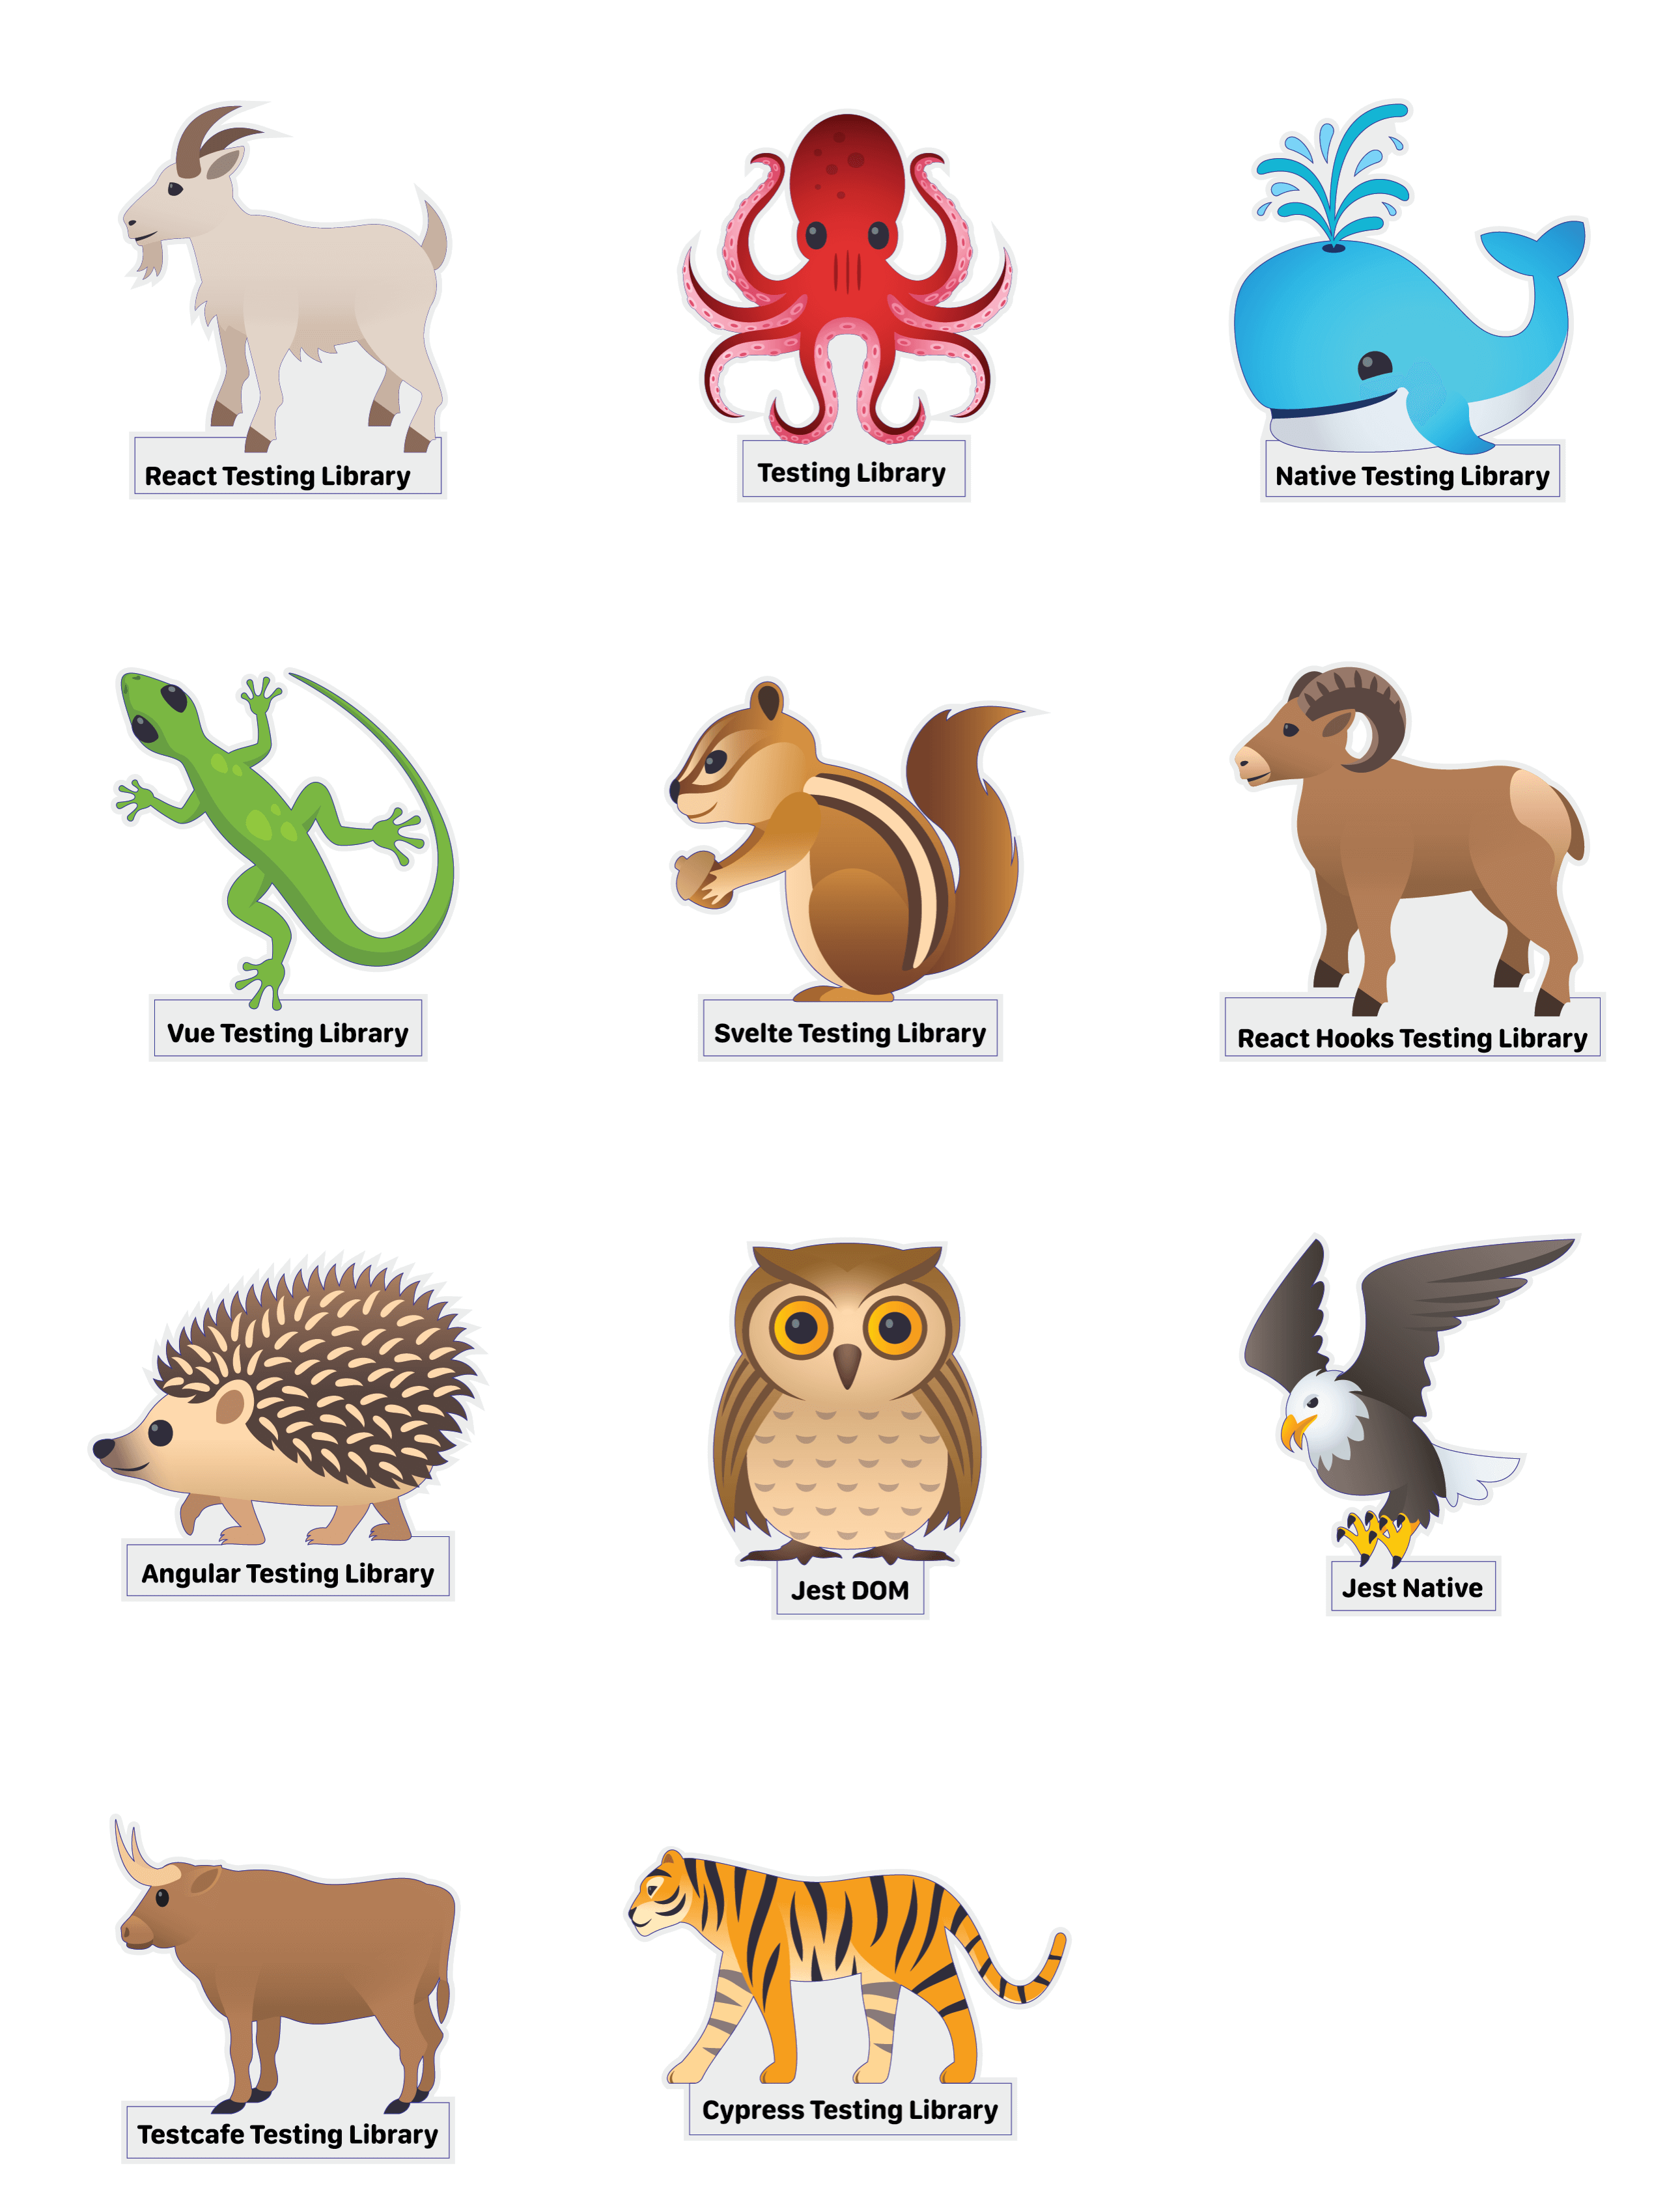 React Testing Library
Testing Library
Native Testing Library
Vue Testing Library
Svelte Testing Library
React Hooks Testing Library
Angular Testing Library
Jest DOM
Jest Native
Testcafe Testing Library
Cypress Testing Library